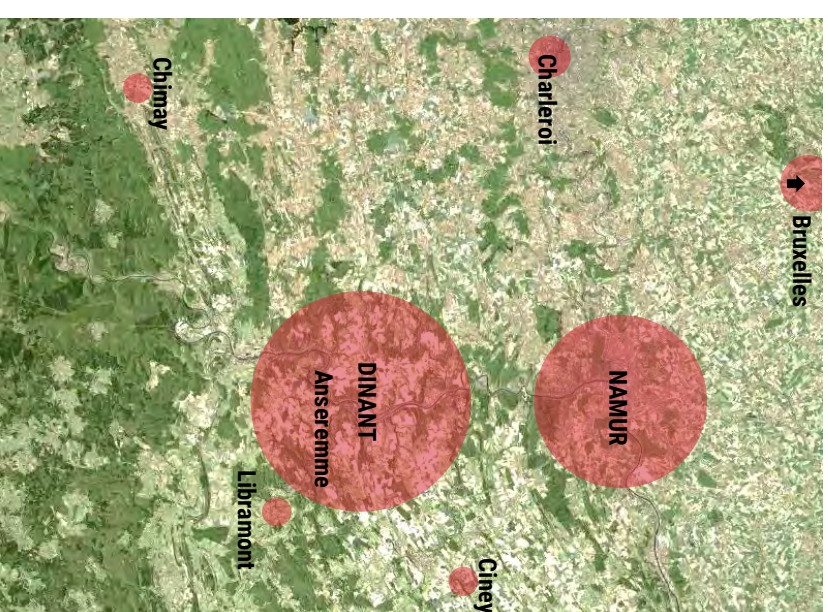 Bruxelles
Charleroi
NAMUR
Ciney
DINANT
Anseremme
Libramont
Chimay